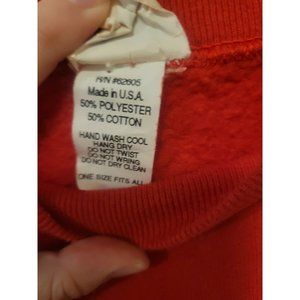 R/N #62605
Made in U.S.A.
50% POLYESTER
50% COTTON
HAND WASH COOL
HANG DRY
DO NOT TWIST
DO NOT WRING
DO NOT DRY CLEAN
ONE SIZE FITS ALL